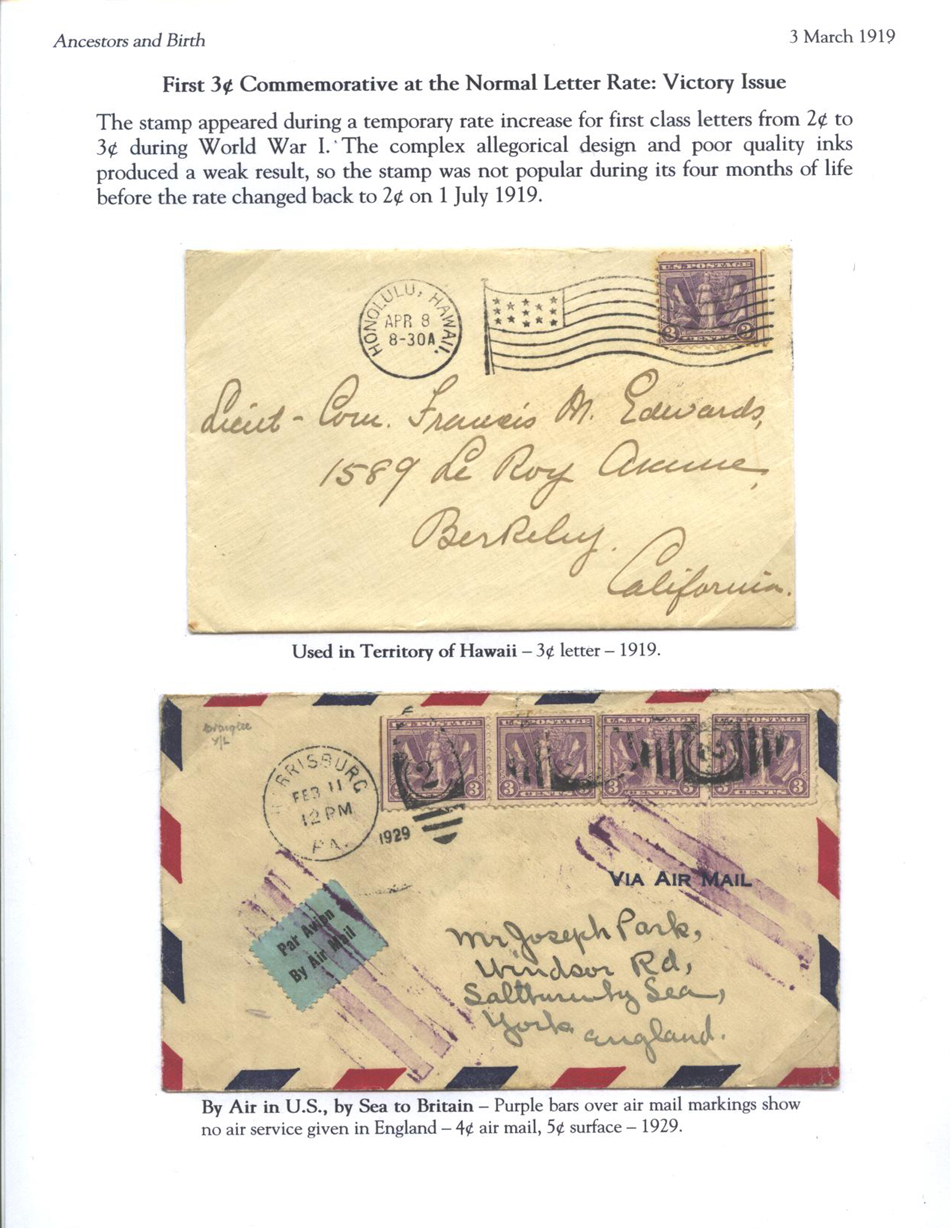 Ancestors and Birth
3 March 1919
First 3¢ Commemorative at the Normal Letter Rate: Victory Issue
The stamp appeared during a temporary rate increase for first class letters from 2¢ to
3¢ during World War I. The complex allegorical design and poor quality inks
produced a weak result, so the stamp was not popular during its four months of life
before the rate changed back to 2¢ on 1 July 1919.
HONOLULU, HAWAII.
APR 8
8-30A
U.S. POSTAGE
3 3
Lieut-Com. Francis M. Edwards,
1589 Le Roy Avenue,
Berkeley.
California.
Used in Territory of Hawaii – 3¢ letter – 1919.
RRISBURG
FEB 11
12 PM
PA.
1929
U.S. POSTAGE U.S. POSTAGE U.S. POSTAGE U.S. POSTAGE
2
3 3 3 3 CENTS 3
VIA AIR MAIL
Par Avion
By Air Mail
Mr Joseph Park,
Windsor Rd,
Saltburn by Sea,
York England.
By Air in U.S., by Sea to Britain – Purple bars over air mail markings show
no air service given in England – 4¢ air mail, 5¢ surface – 1929.